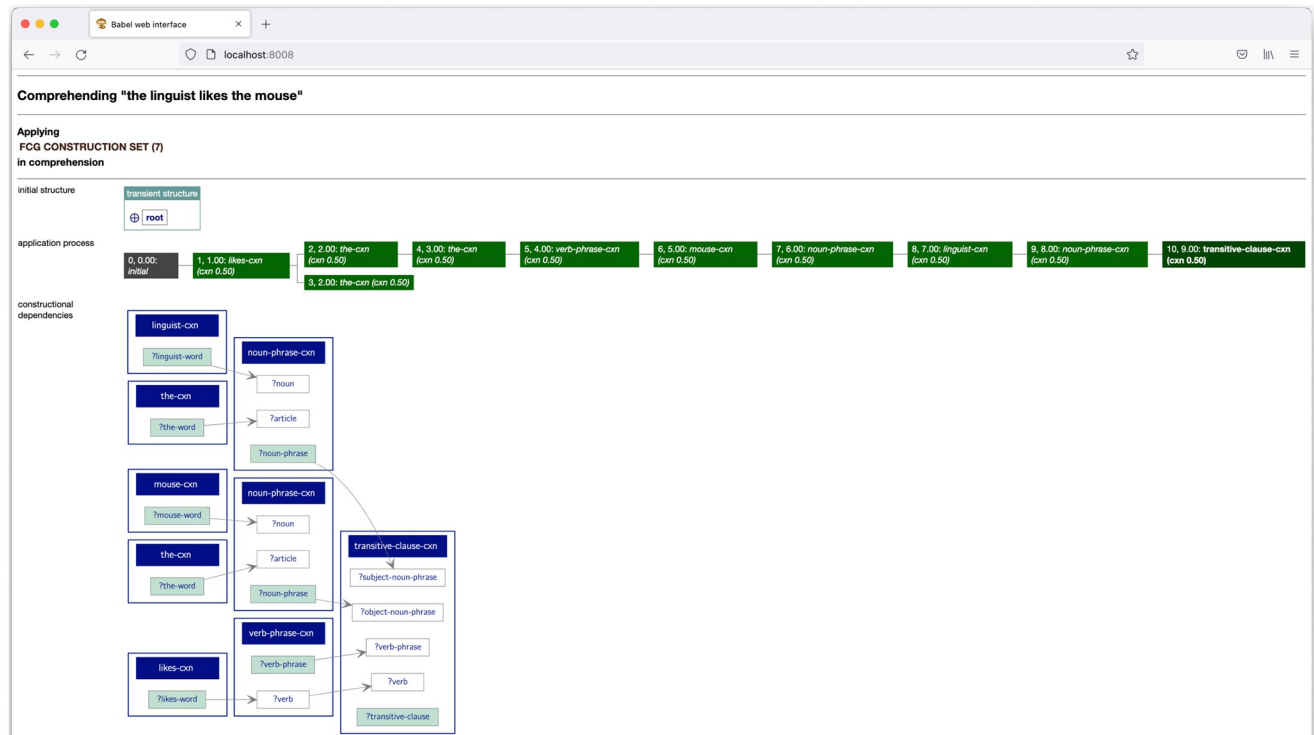 Babel web interface
localhost:8008
Comprehending "the linguist likes the mouse"
Applying
FCG CONSTRUCTION SET (7)
in comprehension
initial structure
transient structure
root
application process
0, 0.00:
initial
1, 1.00: likes-cxn
(cxn 0.50)
2, 2.00: the-cxn
(cxn 0.50)
4, 3.00: the-cxn
(cxn 0.50)
5, 4.00: verb-phrase-cxn
(cxn 0.50)
6, 5.00: mouse-cxn
(cxn 0.50)
7, 6.00: noun-phrase-cxn
(cxn 0.50)
8, 7.00: linguist-cxn
(cxn 0.50)
9, 8.00: noun-phrase-cxn
(cxn 0.50)
10, 9.00: transitive-clause-cxn
(cxn 0.50)
3, 2.00: the-cxn (cxn 0.50)
constructional
dependencies
linguist-cxn
?linguist-word
the-cxn
?the-word
noun-phrase-cxn
?noun
?article
?noun-phrase
mouse-cxn
?mouse-word
the-cxn
?the-word
noun-phrase-cxn
?noun
?article
?noun-phrase
likes-cxn
?likes-word
verb-phrase-cxn
?verb-phrase
?verb
transitive-clause-cxn
?subject-noun-phrase
?object-noun-phrase
?verb-phrase
?verb
?transitive-clause